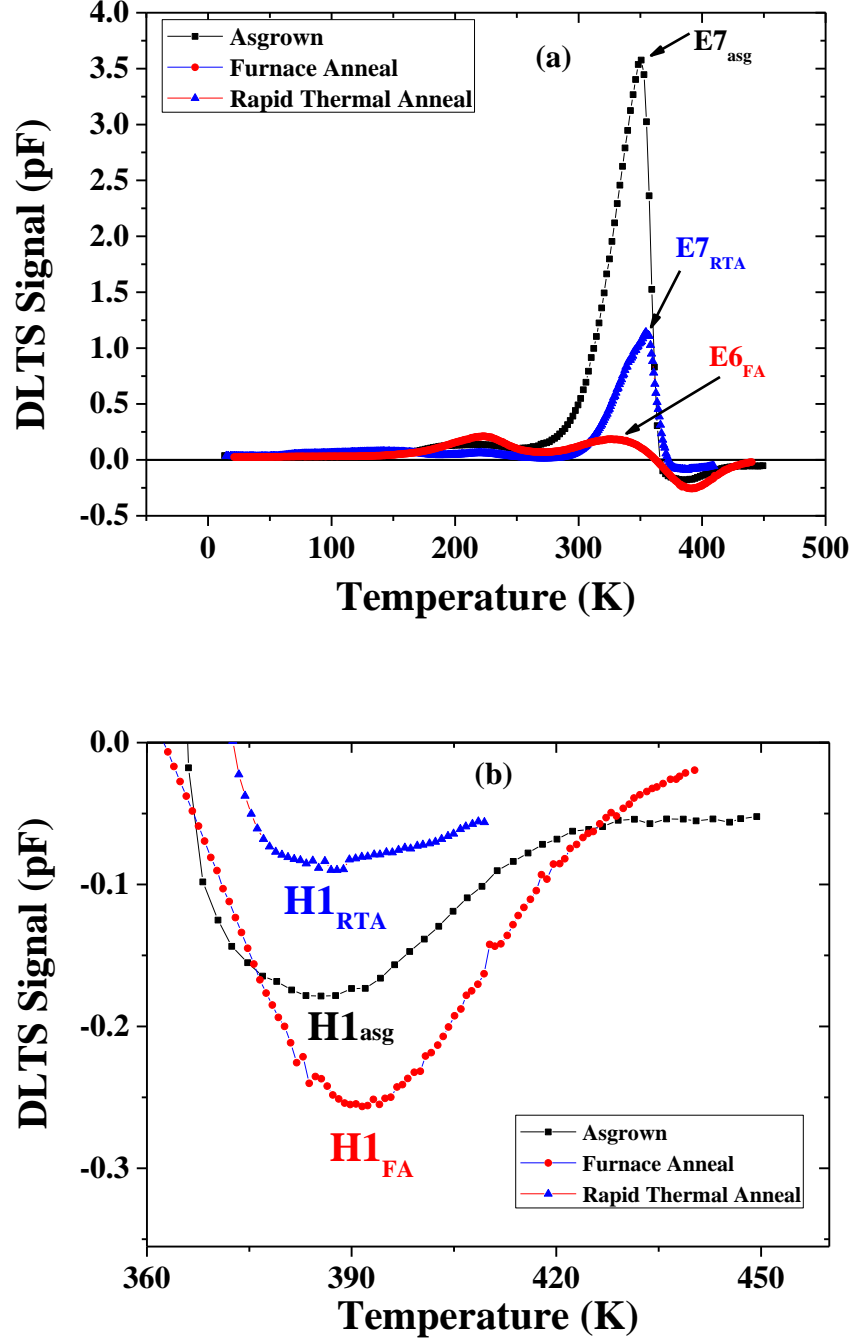 4.0
3.5
3.0
2.5
2.0
1.5
1.0
0.5
0.0
-0.5
DLTS Signal (pF)
Asgrown
Furnace Anneal
Rapid Thermal Anneal
(a)
E7asg
E7RTA
E6FA
0 100 200 300 400 500
Temperature (K)
0.0
-0.1
-0.2
-0.3
DLTS Signal (pF)
(b)
H1RTA
H1asg
H1FA
Asgrown
Furnace Anneal
Rapid Thermal Anneal
360 390 420 450
Temperature (K)